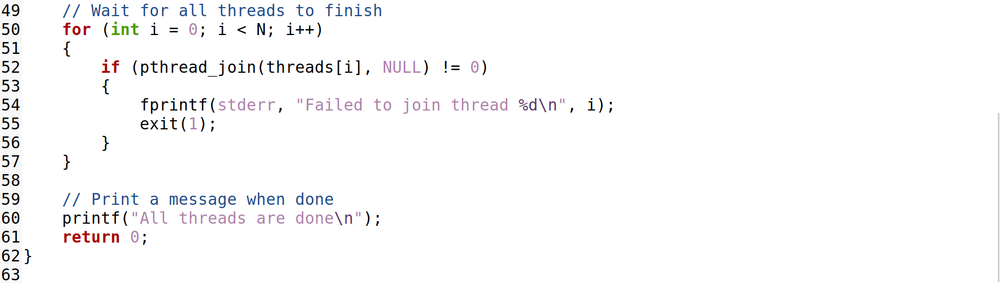 49    // Wait for all threads to finish
50    for (int i = 0; i < N; i++)
51    {
52        if (pthread_join(threads[i], NULL) != 0)
53        {
54            fprintf(stderr, "Failed to join thread %d\n", i);
55            exit(1);
56        }
57    }
58
59    // Print a message when done
60    printf("All threads are done\n");
61    return 0;
62}
63